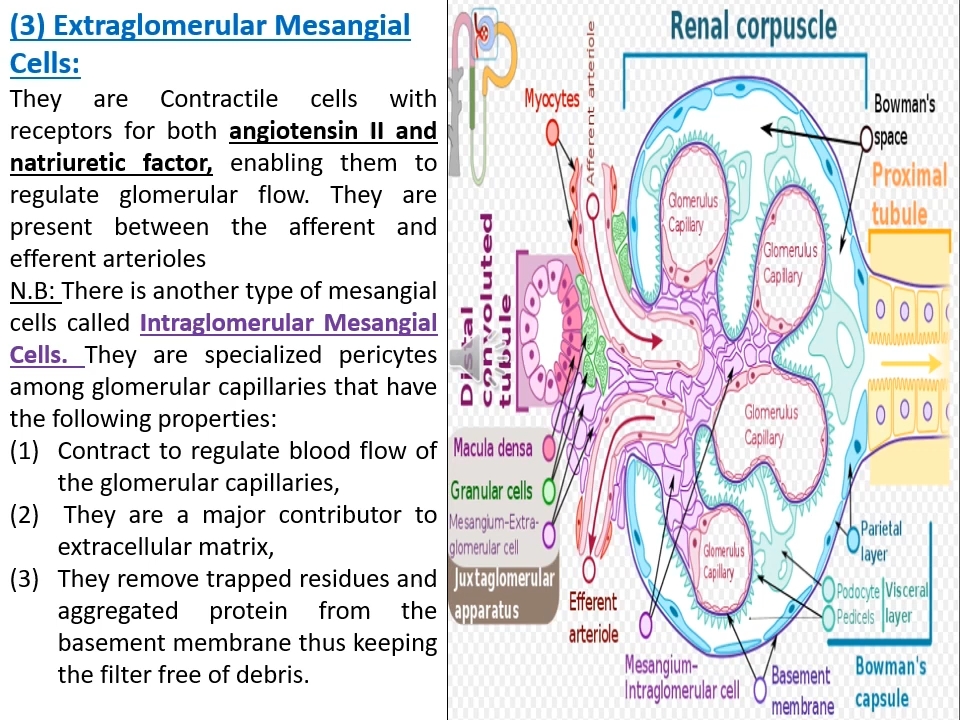 (3) Extraglomerular Mesangial
Cells:
They are Contractile cells with
receptors for both angiotensin II and
natriuretic factor, enabling them to
regulate glomerular flow. They are
present between the afferent and
efferent arterioles
N.B: There is another type of mesangial
cells called Intraglomerular Mesangial
Cells. They are specialized pericytes
among glomerular capillaries that have
the following properties:
(1) Contract to regulate blood flow of
the glomerular capillaries,
(2) They are a major contributor to
extracellular matrix,
(3) They remove trapped residues and
aggregated protein from the
basement membrane thus keeping
the filter free of debris.
Renal corpuscle
Myocytes
Afferent arteriole
Bowman's
space
Proximal
tubule
Glomerulus
Capillary
Glomerulus
Capillary
Distal
convoluted
tubule
Glomerulus
Capillary
Macula densa
Granular cells
Mesangium-Extra-
glomerular cell
Juxtaglomerular
apparatus
Glomerulus
Capillary
Efferent
arteriole
Parietal
layer
Podocyte
Pedicels
Visceral
layer
Mesangium-
Intraglomerular cell
Basement
membrane
Bowman's
capsule